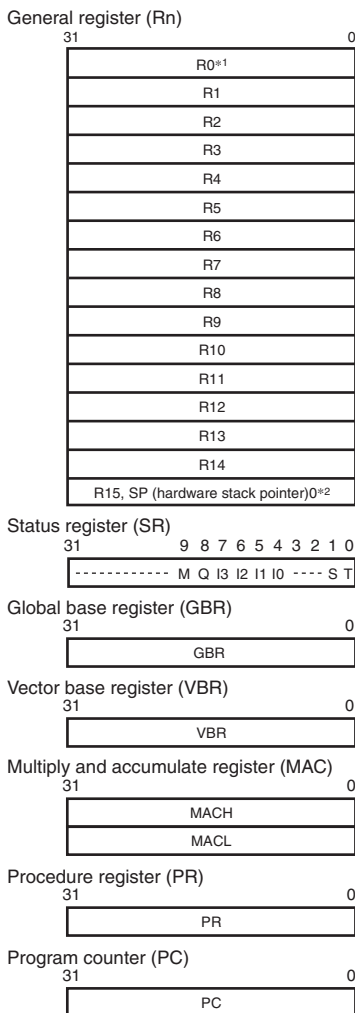 General register (Rn)
31 0
R0*1
R1
R2
R3
R4
R5
R6
R7
R8
R9
R10
R11
R12
R13
R14
R15, SP (hardware stack pointer)0*2
Status register (SR)
31 9 8 7 6 5 4 3 2 1 0
------------ M Q I3 I2 I1 I0 ---- S T
Global base register (GBR)
31 0
GBR
Vector base register (VBR)
31 0
VBR
Multiply and accumulate register (MAC)
31 0
MACH
MACL
Procedure register (PR)
31 0
PR
Program counter (PC)
31 0
PC